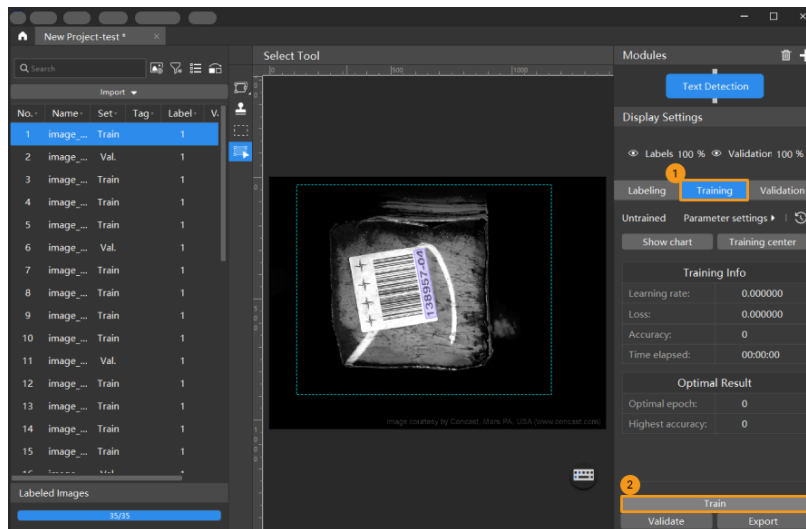 New Project-test *
Select Tool
Modules
Search
Text Detection
Import
Display Settings
No. Name Set Tag Label V.
1 image_... Train 1
2 image_... Val. 1
3 image_... Train 1
4 image_... Train 1
5 image_... Train 1
6 image_... Val. 1
7 image_... Train 1
8 image_... Train 1
9 image_... Train 1
10 image_... Train 1
11 image_... Val. 1
12 image_... Train 1
13 image_... Train 1
14 image_... Train 1
15 image_... Train 1
Labeled Images
35/35
0 500 1000
138957-04
Image courtesy by Concast, Mars PA, USA (www.concast.com)
Labels 100 % Validation 100 %
1
Labeling Training Validation
Untrained Parameter settings
Show chart Training center
Training Info
Learning rate: 0.000000
Loss: 0.000000
Accuracy: 0
Time elapsed: 00:00:00
Optimal Result
Optimal epoch: 0
Highest accuracy: 0
2
Train
Validate Export